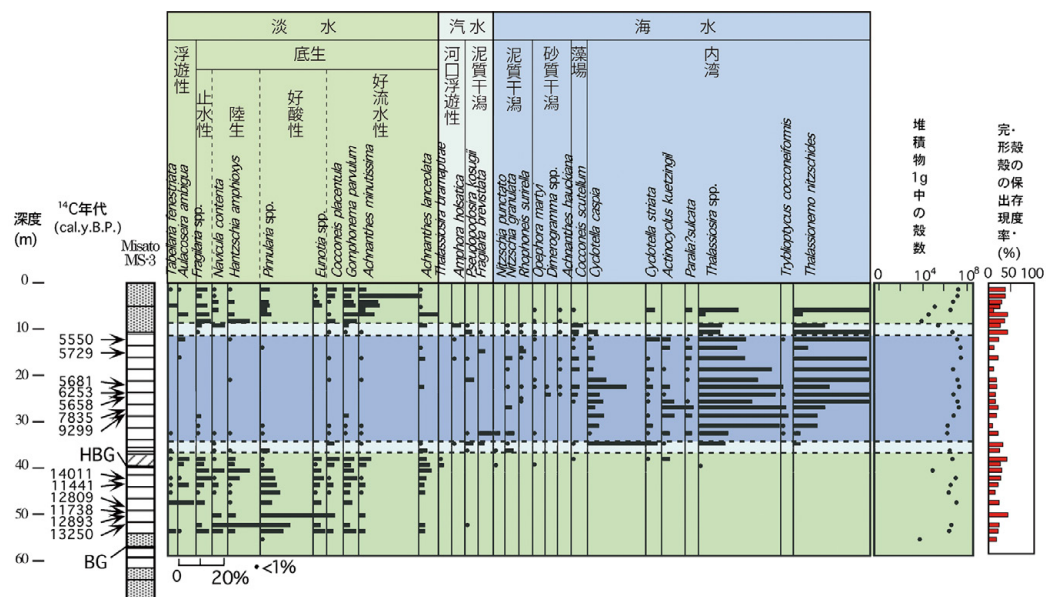 淡 水
汽 水
海 水
浮遊性
底生
止水性
陸生
好酸性
好流水性
河口浮遊性
泥質干潟
泥質干潟
砂質干潟
藻場
内湾
堆積物1g中の殻数
完形殻の出現率・殻の保存度・(%)
深度
(m)
¹⁴C年代
(cal.y.B.P.)
Misato
MS-3
Tabellaria fenestrata
Aulacoseira ambigua
Fragilaria spp.
Navicula contenta
Hantzschia amphioxys
Pinnularia spp.
Eunotia spp.
Cocconeis placentula
Gomphonema parvulum
Achnanthes minutissima
Achnanthes lanceolata
Thalassiosira bramaptrae
Amphora holsatica
Pseudopodosira kosugii
Fragilaria brevistriata
Nitzschia punctato
Nitzschia granulata
Rhophoneis surirella
Opephora martyi
Dimerogramma spp.
Achnanthes hauckiana
Cocconeis scutellum
Cyclotella caspia
Cyclotella striata
Actinocyclus kuetzingii
Paralia?sulcata
Thalassiosira spp.
Tryblioptycus cocconeiformis
Thalassionemo nitzschides
0 10⁴ 10⁸
0 50 100
0
10
20
30
40
50
60
5550
5729
5681
6253
5658
7835
9299
HBG
14011
11441
12809
11738
12893
13250
BG
0 20%
•<1%